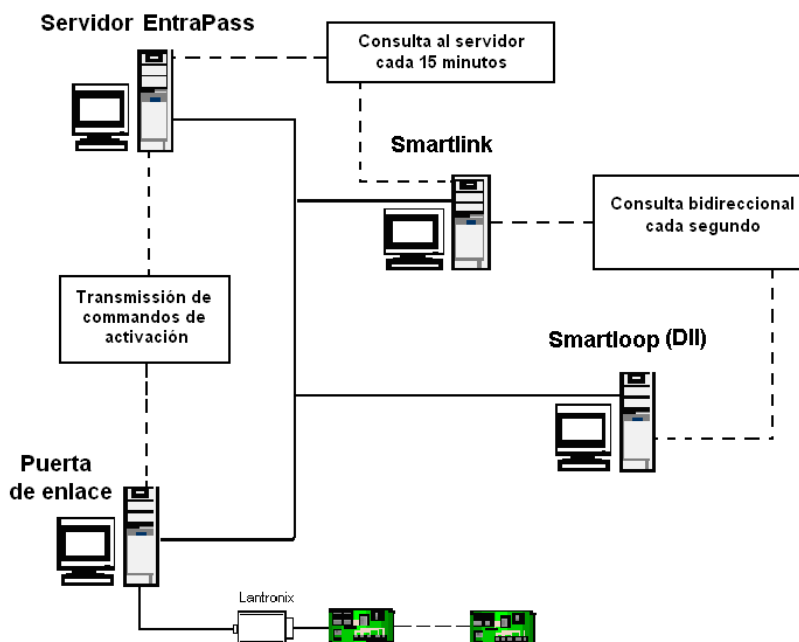 Servidor EntraPass
Consulta al servidor
cada 15 minutos
Smartlink
Consulta bidireccional
cada segundo
Transmissión de
commandos de
activación
Smartloop (Dll)
Puerta
de enlace
Lantronix